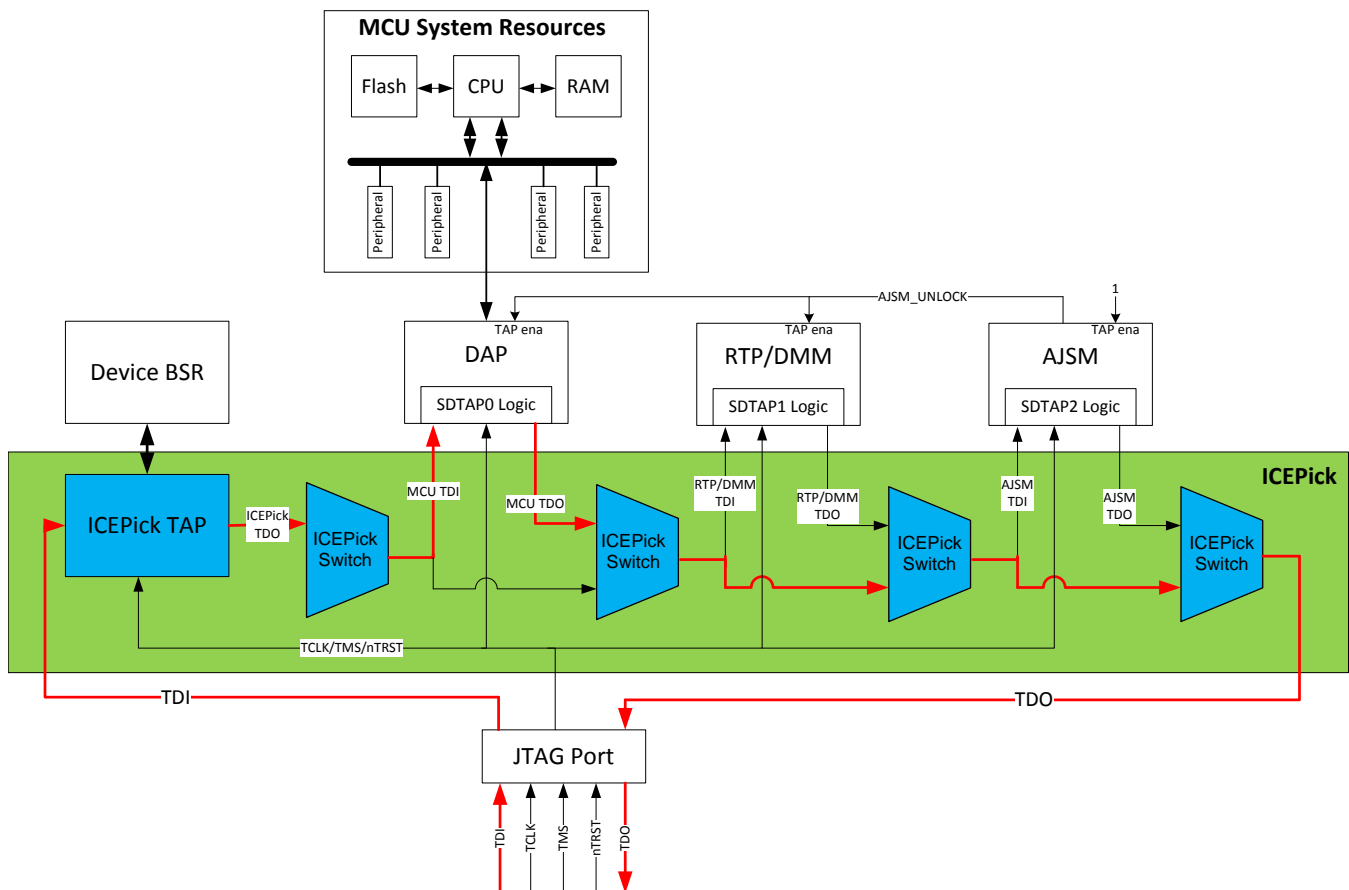 MCU System Resources
Flash
CPU
RAM
Peripheral
Peripheral
Peripheral
Peripheral
AJSM_UNLOCK
1
Device BSR
TAP ena
DAP
SDTAP0 Logic
TAP ena
RTP/DMM
SDTAP1 Logic
TAP ena
AJSM
SDTAP2 Logic
ICEPick
ICEPick TAP
ICEPick
TDO
ICEPick
Switch
MCU TDI
MCU TDO
ICEPick
Switch
RTP/DMM
TDI
RTP/DMM
TDO
ICEPick
Switch
AJSM
TDI
AJSM
TDO
ICEPick
Switch
TCLK/TMS/nTRST
TDI
TDO
JTAG Port
TDI
TCLK
TMS
nTRST
TDO